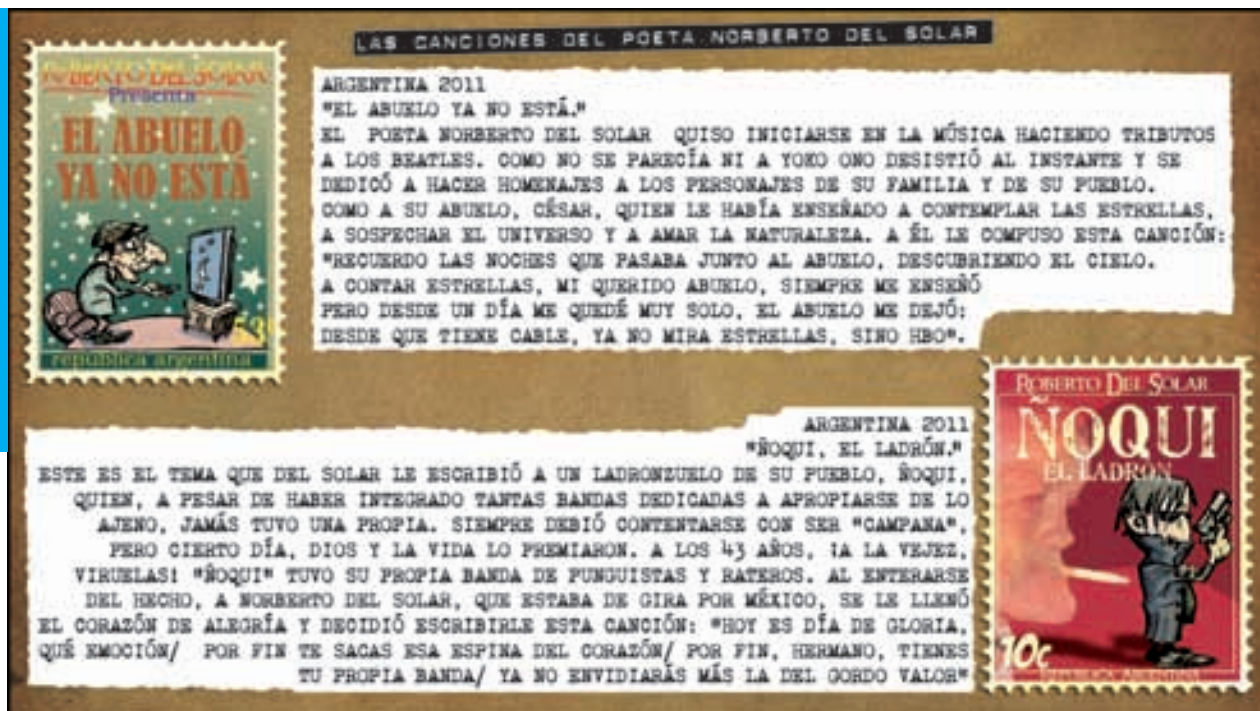 LAS CANCIONES DEL POETA NORBERTO DEL SOLAR
ROBERTO DEL SOLAR
Presenta
EL ABUELO
YA NO ESTÁ
república argentina
ARGENTINA 2011
"EL ABUELO YA NO ESTÁ."
EL POETA NORBERTO DEL SOLAR QUISO INICIARSE EN LA MÚSICA HACIENDO TRIBUTOS
A LOS BEATLES. COMO NO SE PARECÍA NI A YOKO ONO DESISTIÓ AL INSTANTE Y SE
DEDICÓ A HACER HOMENAJES A LOS PERSONAJES DE SU FAMILIA Y DE SU PUEBLO.
COMO A SU ABUELO, CÉSAR, QUIEN LE HABÍA ENSEÑADO A CONTEMPLAR LAS ESTRELLAS,
A SOSPECHAR EL UNIVERSO Y A AMAR LA NATURALEZA. A ÉL LE COMPUSO ESTA CANCIÓN:
"RECUERDO LAS NOCHES QUE PASABA JUNTO AL ABUELO, DESCUBRIENDO EL CIELO.
A CONTAR ESTRELLAS, MI QUERIDO ABUELO, SIEMPRE ME ENSEÑÓ
PERO DESDE UN DÍA ME QUEDÉ MUY SOLO, EL ABUELO ME DEJÓ:
DESDE QUE TIENE CABLE, YA NO MIRA ESTRELLAS, SINO HBO".
ARGENTINA 2011
"ÑOQUI, EL LADRÓN."
ESTE ES EL TEMA QUE DEL SOLAR LE ESCRIBIÓ A UN LADRONZUELO DE SU PUEBLO, ÑOQUI,
QUIEN, A PESAR DE HABER INTEGRADO TANTAS BANDAS DEDICADAS A APROPIARSE DE LO
AJENO, JAMÁS TUVO UNA PROPIA. SIEMPRE DEBIÓ CONTENTARSE CON SER "CAMPANA",
PERO CIERTO DÍA, DIOS Y LA VIDA LO PREMIARON. A LOS 43 AÑOS, ¡A LA VEJEZ,
VIRUELAS! "ÑOQUI" TUVO SU PROPIA BANDA DE PUNGUISTAS Y RATEROS. AL ENTERARSE
DEL HECHO, A NORBERTO DEL SOLAR, QUE ESTABA DE GIRA POR MÉXICO, SE LE LLENÓ
EL CORAZÓN DE ALEGRÍA Y DECIDIÓ ESCRIBIRLE ESTA CANCIÓN: "HOY ES DÍA DE GLORIA,
QUÉ EMOCIÓN/ POR FIN TE SACAS ESA ESPINA DEL CORAZÓN/ POR FIN, HERMANO, TIENES
TU PROPIA BANDA/ YA NO ENVIDIARÁS MÁS LA DEL GORDO VALOR"
ROBERTO DEL SOLAR
ÑOQUI
EL LADRÓN
10c
REPÚBLICA ARGENTINA